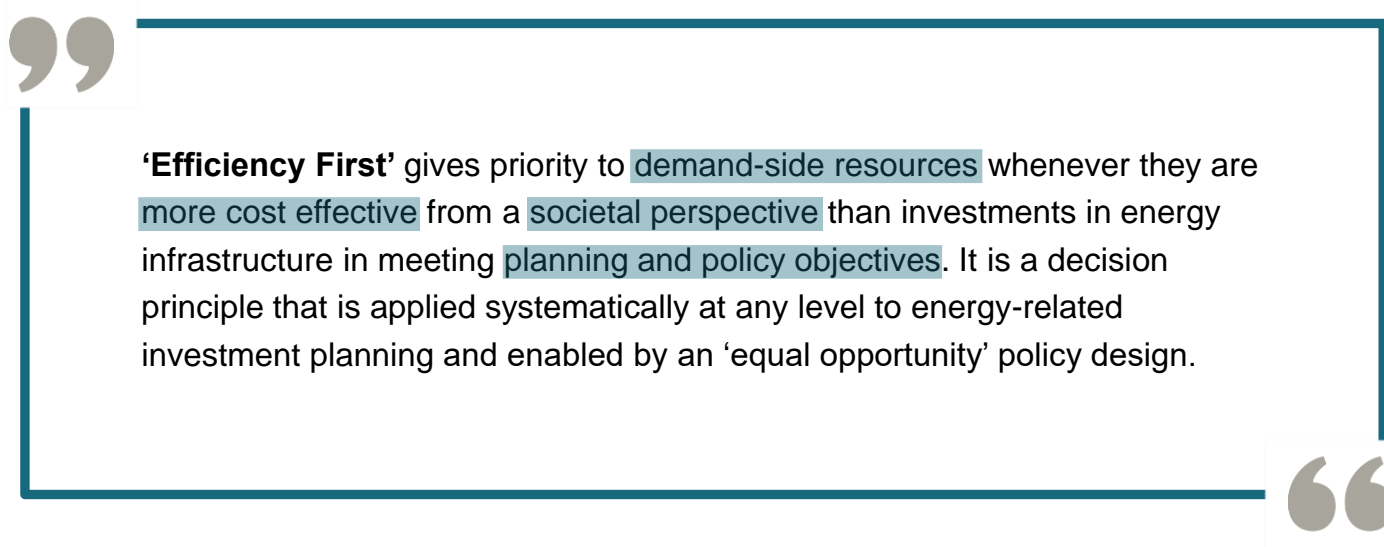 ‘Efficiency First’ gives priority to demand-side resources whenever they are
more cost effective from a societal perspective than investments in energy
infrastructure in meeting planning and policy objectives. It is a decision
principle that is applied systematically at any level to energy-related
investment planning and enabled by an ‘equal opportunity’ policy design.